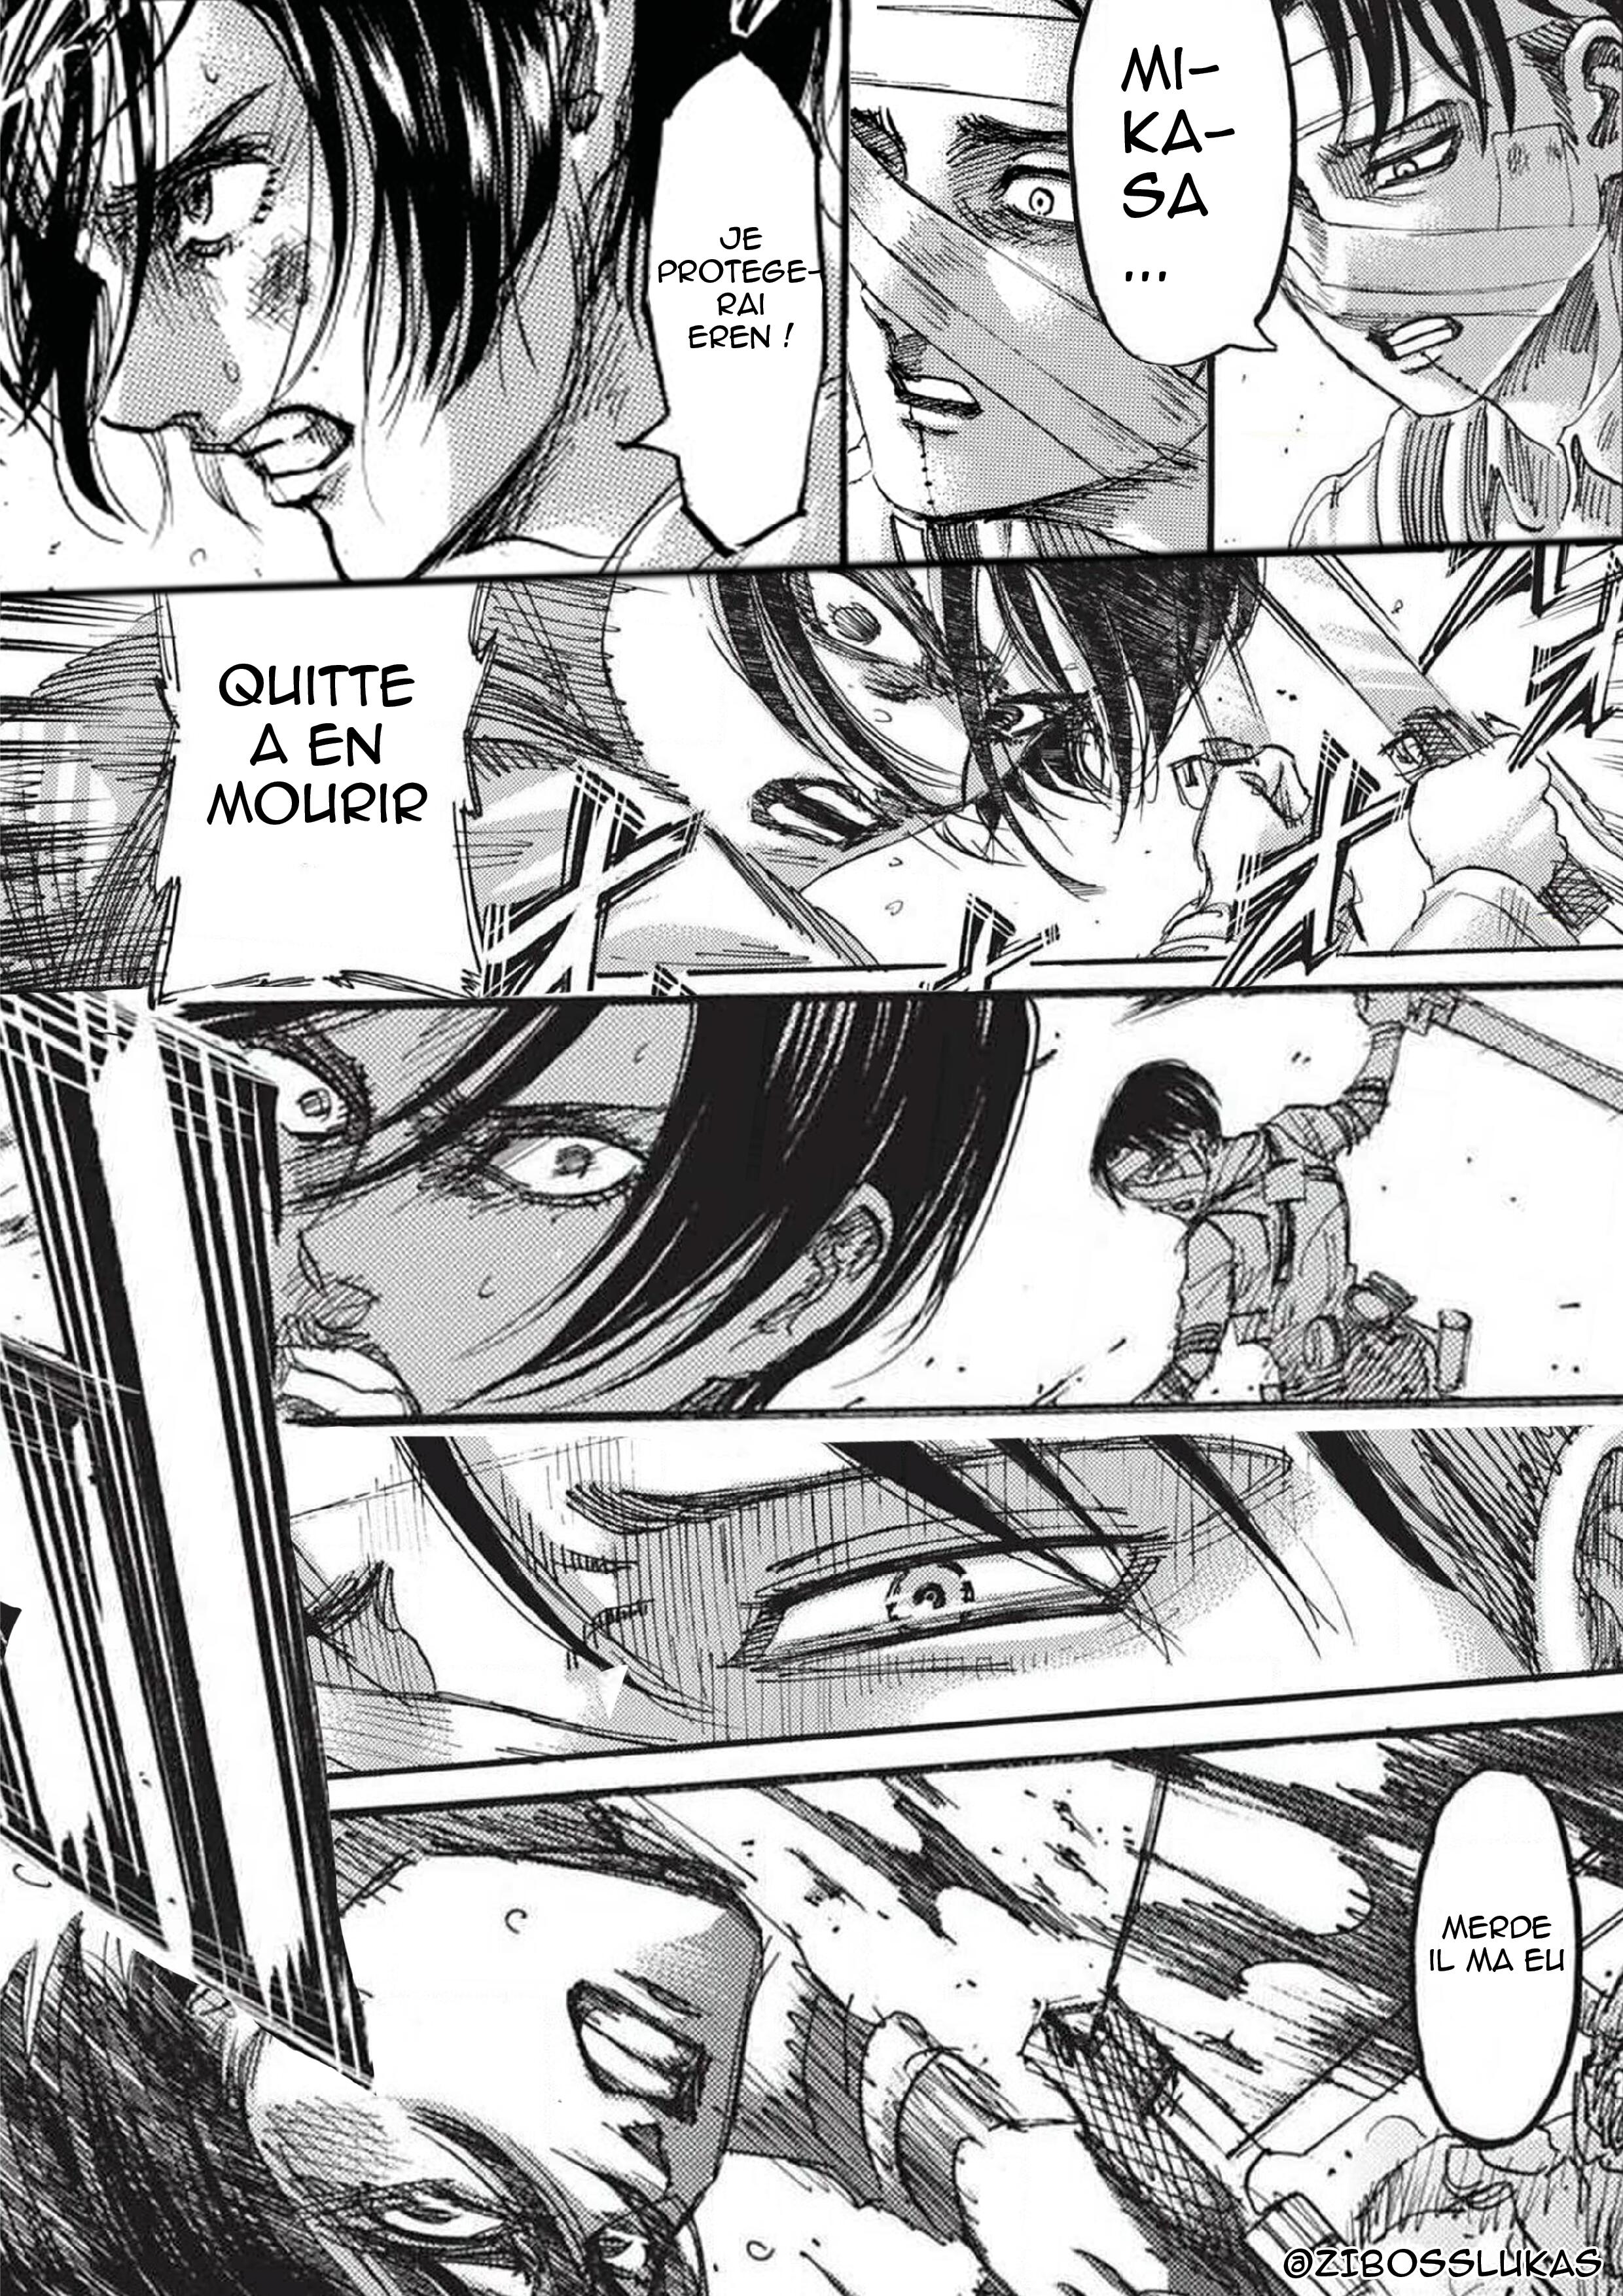 MI-
KA-
SA
...
JE
PROTEGE-
RAI
EREN !
QUITTE
A EN
MOURIR
MERDE
IL MA EU
@ZIBOSSLUKAS